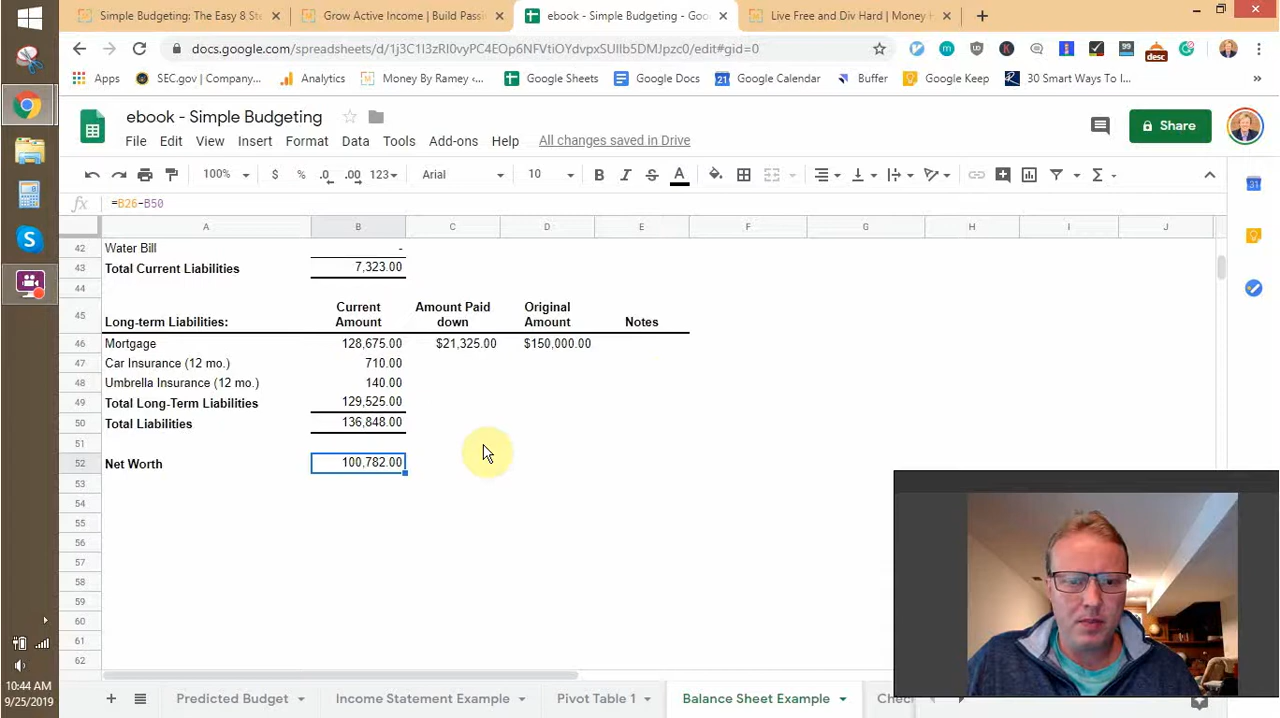 Simple Budgeting: The Easy 8 Ste
Grow Active Income | Build Passi
ebook - Simple Budgeting - Goo
Live Free and Div Hard | Money H
docs.google.com/spreadsheets/d/1j3C1I3zRI0vyPC4EOp6NFVtiOYdvpxSUIIb5DMJpzc0/edit#gid=0
Apps
SEC.gov | Company...
Analytics
Money By Ramey -...
Google Sheets
Google Docs
Google Calendar
Buffer
Google Keep
30 Smart Ways To I...
ebook - Simple Budgeting
Share
File Edit View Insert Format Data Tools Add-ons Help All changes saved in Drive
100% $ % .0 .00 123 Arial 10 B I S A
fx =B26-B50
A B C D E F G H I J
42 Water Bill -
43 Total Current Liabilities 7,323.00
44
45 Long-term Liabilities: Current Amount Amount Paid down Original Amount Notes
46 Mortgage 128,675.00 $21,325.00 $150,000.00
47 Car Insurance (12 mo.) 710.00
48 Umbrella Insurance (12 mo.) 140.00
49 Total Long-Term Liabilities 129,525.00
50 Total Liabilities 136,848.00
51
52 Net Worth 100,782.00
53
54
55
56
57
58
59
60
61
62
Predicted Budget Income Statement Example Pivot Table 1 Balance Sheet Example Chec
10:44 AM
9/25/2019